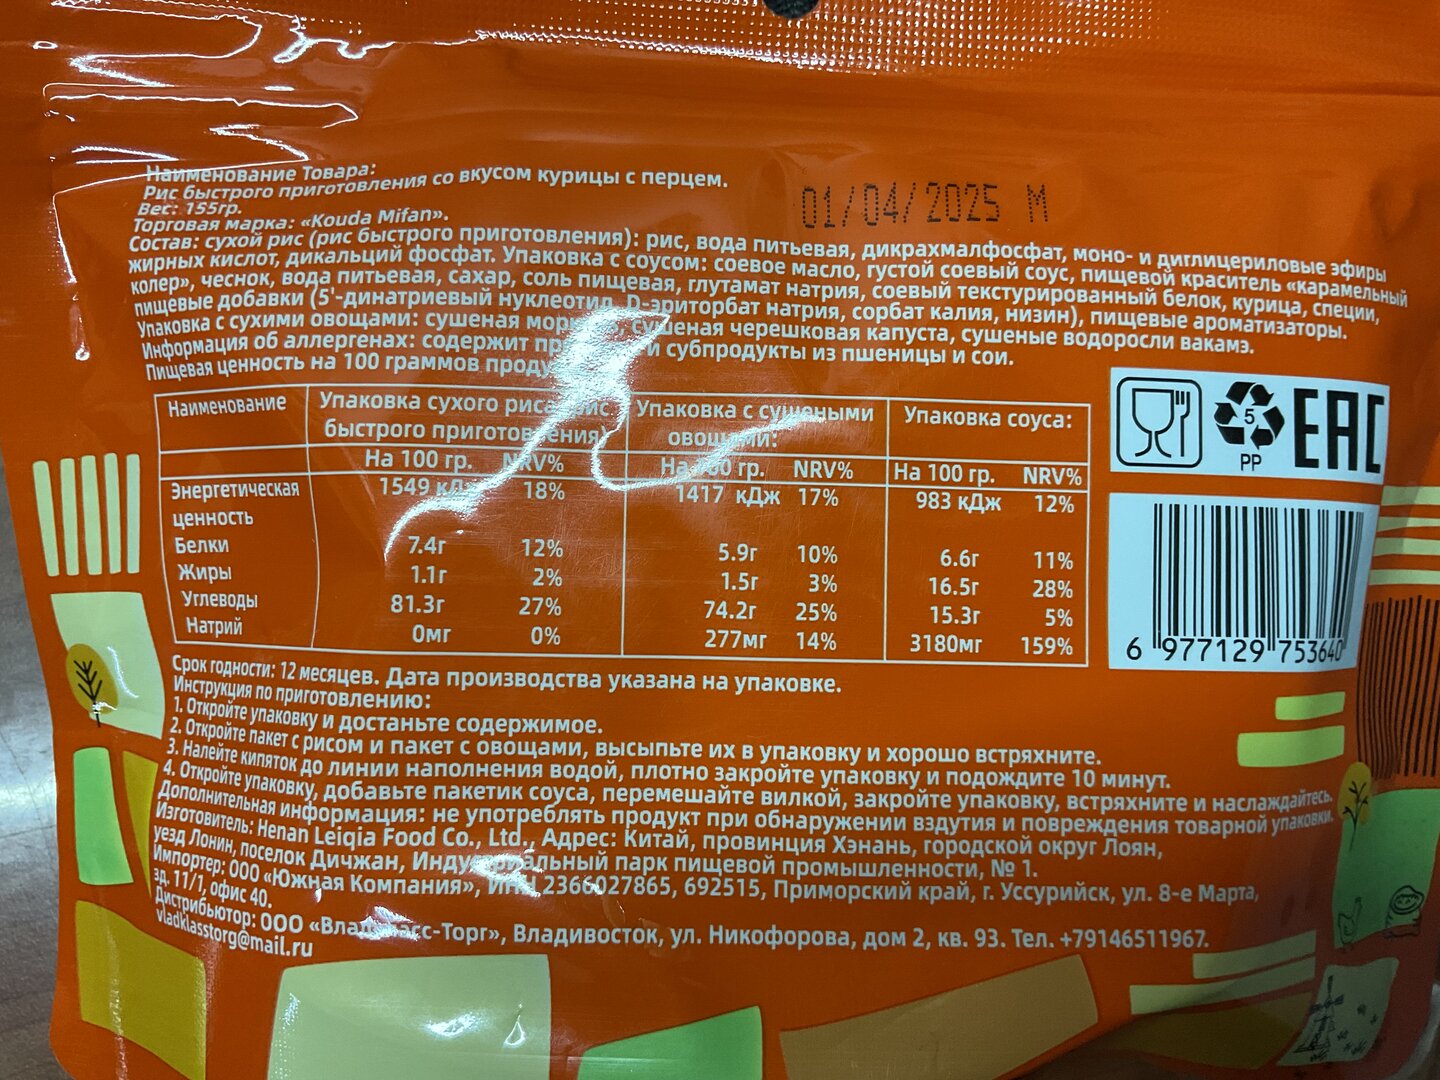 Наименование Товара:
Рис быстрого приготовления со вкусом курицы с перцем.
Вес: 155гр.
Торговая марка: «Kouda Mifan».
01/04/2025 M
Состав: сухой рис (рис быстрого приготовления): рис, вода питьевая, дикрахмалфосфат, моно- и диглицериловые эфиры
жирных кислот, дикальций фосфат. Упаковка с соусом: соевое масло, густой соевый соус, пищевой краситель «карамельный
колер», чеснок, вода питьевая, сахар, соль пищевая, глутамат натрия, соевый текстурированный белок, курица, специи,
пищевые добавки (5'-динатриевый нуклеотид, D-эриторбат натрия, сорбат калия, низин), пищевые ароматизаторы.
Упаковка с сухими овощами: сушеная сушеная черешковая капуста, сушеные водоросли вакамэ.
Информация об аллергенах: содержит и субпродукты из пшеницы и сои.
Пищевая ценность на 100 граммов
Наименование Упаковка сухого риса (рис Упаковка с сушеными Упаковка соуса:
быстрого приготовления) овощами:
На 100 гр. NRV% На 100 гр. NRV% На 100 гр. NRV%
Энергетическая 1549 кДж 18% 1417 кДж 17% 983 кДж 12%
ценность
Белки 7.4г 12% 5.9г 10% 6.6г 11%
Жиры 1.1г 2% 1.5г 3% 16.5г 28%
Углеводы 81.3г 27% 74.2г 25% 15.3г 5%
Натрий 0мг 0% 277мг 14% 3180мг 159%
5
PP
EAC
6 977129 753640
Срок годности: 12 месяцев. Дата производства указана на упаковке.
Инструкция по приготовлению:
1. Откройте упаковку и достаньте содержимое.
2. Откройте пакет с рисом и пакет с овощами, высыпьте их в упаковку и хорошо встряхните.
3. Налейте кипяток до линии наполнения водой, плотно закройте упаковку и подождите 10 минут.
4. Откройте упаковку, добавьте пакетик соуса, перемешайте вилкой, закройте упаковку, встряхните и наслаждайтесь.
Дополнительная информация: не употреблять продукт при обнаружении вздутия и повреждения товарной упаковки.
Изготовитель: Henan Leiqia Food Co., Ltd., Адрес: Китай, провинция Хэнань, городской округ Лоян,
уезд Лонин, поселок Дичжан, Индустриальный парк пищевой промышленности, № 1.
Импортер: ООО «Южная Компания», ИНН 2366027865, 692515, Приморский край, г. Уссурийск, ул. 8-е Марта,
зд. 11/1, офис 40.
Дистрибьютор: ООО «Владкласс-Торг», Владивосток, ул. Никофорова, дом 2, кв. 93. Тел. +79146511967.
vladklasstorg@mail.ru